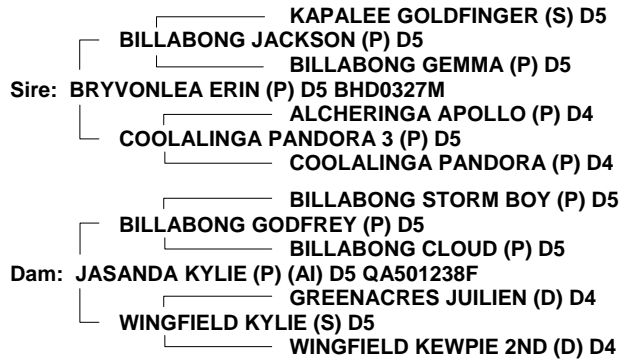 KAPALEE GOLDFINGER (S) D5
BILLABONG JACKSON (P) D5
BILLABONG GEMMA (P) D5
Sire: BRYVONLEA ERIN (P) D5 BHD0327M
ALCHERINGA APOLLO (P) D4
COOLALINGA PANDORA 3 (P) D5
COOLALINGA PANDORA (P) D4
BILLABONG STORM BOY (P) D5
BILLABONG GODFREY (P) D5
BILLABONG CLOUD (P) D5
Dam: JASANDA KYLIE (P) (AI) D5 QA501238F
GREENACRES JUILIEN (D) D4
WINGFIELD KYLIE (S) D5
WINGFIELD KEWPIE 2ND (D) D4